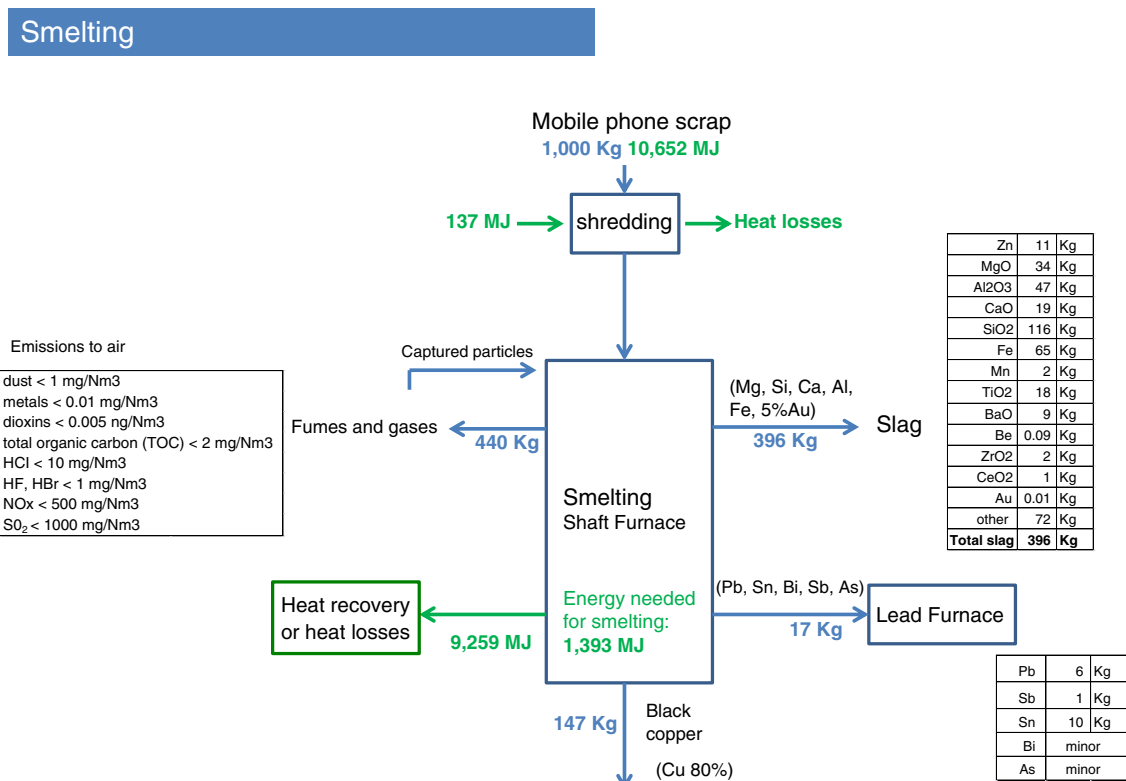 Smelting
Mobile phone scrap
1,000 Kg 10,652 MJ
137 MJ
shredding
Heat losses
Zn 11 Kg
MgO 34 Kg
Al2O3 47 Kg
CaO 19 Kg
SiO2 116 Kg
Fe 65 Kg
Mn 2 Kg
TiO2 18 Kg
BaO 9 Kg
Be 0.09 Kg
ZrO2 2 Kg
CeO2 1 Kg
Au 0.01 Kg
other 72 Kg
Total slag 396 Kg
Emissions to air
dust < 1 mg/Nm3
metals < 0.01 mg/Nm3
dioxins < 0.005 ng/Nm3
total organic carbon (TOC) < 2 mg/Nm3
HCl < 10 mg/Nm3
HF, HBr < 1 mg/Nm3
NOx < 500 mg/Nm3
S0₂ < 1000 mg/Nm3
Captured particles
Fumes and gases
440 Kg
(Mg, Si, Ca, Al,
Fe, 5%Au)
396 Kg
Slag
Smelting
Shaft Furnace
Energy needed
for smelting:
1,393 MJ
Heat recovery
or heat losses
9,259 MJ
(Pb, Sn, Bi, Sb, As)
17 Kg
Lead Furnace
Pb 6 Kg
Sb 1 Kg
Sn 10 Kg
Bi minor
As minor
147 Kg
Black
copper
(Cu 80%)